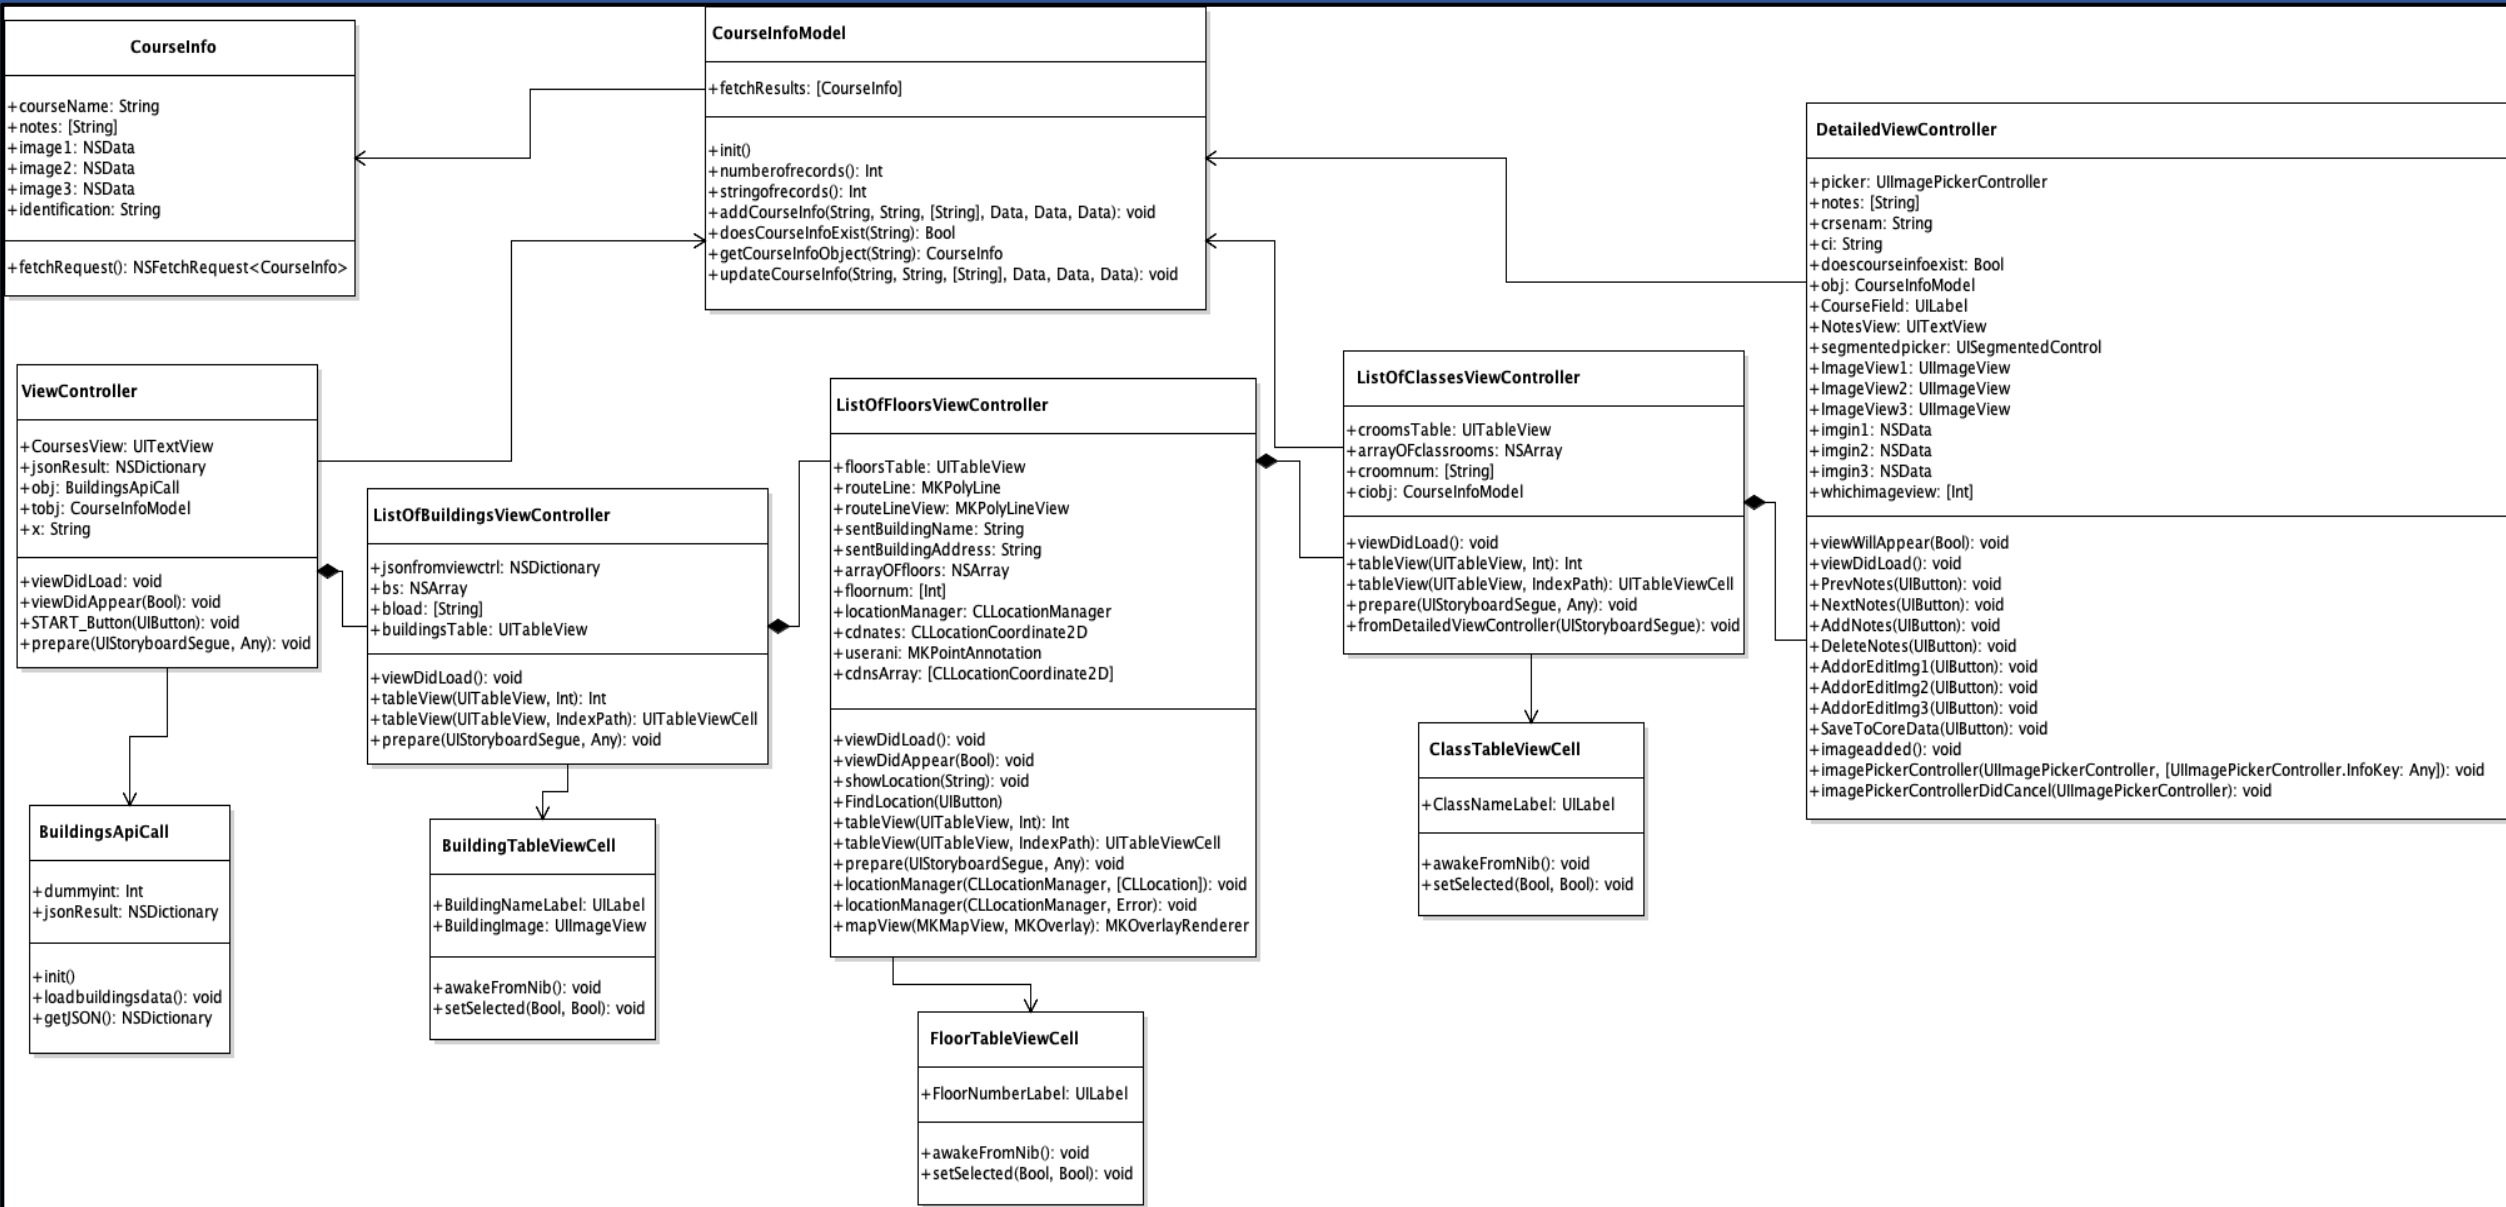 CourseInfo
+courseName: String
+notes: [String]
+image1: NSData
+image2: NSData
+image3: NSData
+identification: String
+fetchRequest(): NSFetchRequest<CourseInfo>
CourseInfoModel
+fetchResults: [CourseInfo]
+init()
+numberofrecords(): Int
+stringofrecords(): Int
+addCourseInfo(String, String, [String], Data, Data, Data): void
+doesCourseInfoExist(String): Bool
+getCourseInfoObject(String): CourseInfo
+updateCourseInfo(String, String, [String], Data, Data, Data): void
DetailedViewController
+picker: UIImagePickerController
+notes: [String]
+crsenam: String
+ci: String
+doescourseinfoexist: Bool
+obj: CourseInfoModel
+CourseField: UILabel
+NotesView: UITextView
+segmentedpicker: UISegmentedControl
+ImageView1: UIImageView
+ImageView2: UIImageView
+ImageView3: UIImageView
+imgin1: NSData
+imgin2: NSData
+imgin3: NSData
+whichimageview: [Int]
+viewWillAppear(Bool): void
+viewDidLoad(): void
+PrevNotes(UIButton): void
+NextNotes(UIButton): void
+AddNotes(UIButton): void
+DeleteNotes(UIButton): void
+AddorEditImg1(UIButton): void
+AddorEditImg2(UIButton): void
+AddorEditImg3(UIButton): void
+SaveToCoreData(UIButton): void
+imageadded(): void
+imagePickerController(UIImagePickerController, [UIImagePickerController.InfoKey: Any]): void
+imagePickerControllerDidCancel(UIImagePickerController): void
ViewController
+CoursesView: UITextView
+jsonResult: NSDictionary
+obj: BuildingsApiCall
+tobj: CourseInfoModel
+x: String
+viewDidLoad: void
+viewDidAppear(Bool): void
+START_Button(UIButton): void
+prepare(UIStoryboardSegue, Any): void
ListOfBuildingsViewController
+jsonfromviewctrl: NSDictionary
+bs: NSArray
+bload: [String]
+buildingsTable: UITableView
+viewDidLoad(): void
+tableView(UITableView, Int): Int
+tableView(UITableView, IndexPath): UITableViewCell
+prepare(UIStoryboardSegue, Any): void
ListOfFloorsViewController
+floorsTable: UITableView
+routeLine: MKPolyLine
+routeLineView: MKPolyLineView
+sentBuildingName: String
+sentBuildingAddress: String
+arrayOFfloors: NSArray
+floornum: [Int]
+locationManager: CLLocationManager
+cdnates: CLLocationCoordinate2D
+userani: MKPointAnnotation
+cdnsArray: [CLLocationCoordinate2D]
+viewDidLoad(): void
+viewDidAppear(Bool): void
+showLocation(String): void
+FindLocation(UIButton)
+tableView(UITableView, Int): Int
+tableView(UITableView, IndexPath): UITableViewCell
+prepare(UIStoryboardSegue, Any): void
+locationManager(CLLocationManager, [CLLocation]): void
+locationManager(CLLocationManager, Error): void
+mapView(MKMapView, MKOverlay): MKOverlayRenderer
ListOfClassesViewController
+croomsTable: UITableView
+arrayOFclassrooms: NSArray
+croomnum: [String]
+ciobj: CourseInfoModel
+viewDidLoad(): void
+tableView(UITableView, Int): Int
+tableView(UITableView, IndexPath): UITableViewCell
+prepare(UIStoryboardSegue, Any): void
+fromDetailedViewController(UIStoryboardSegue): void
BuildingsApiCall
+dummyint: Int
+jsonResult: NSDictionary
+init()
+loadbuildingsdata(): void
+getJSON(): NSDictionary
BuildingTableViewCell
+BuildingNameLabel: UILabel
+BuildingImage: UIImageView
+awakeFromNib(): void
+setSelected(Bool, Bool): void
ClassTableViewCell
+ClassNameLabel: UILabel
+awakeFromNib(): void
+setSelected(Bool, Bool): void
FloorTableViewCell
+FloorNumberLabel: UILabel
+awakeFromNib(): void
+setSelected(Bool, Bool): void